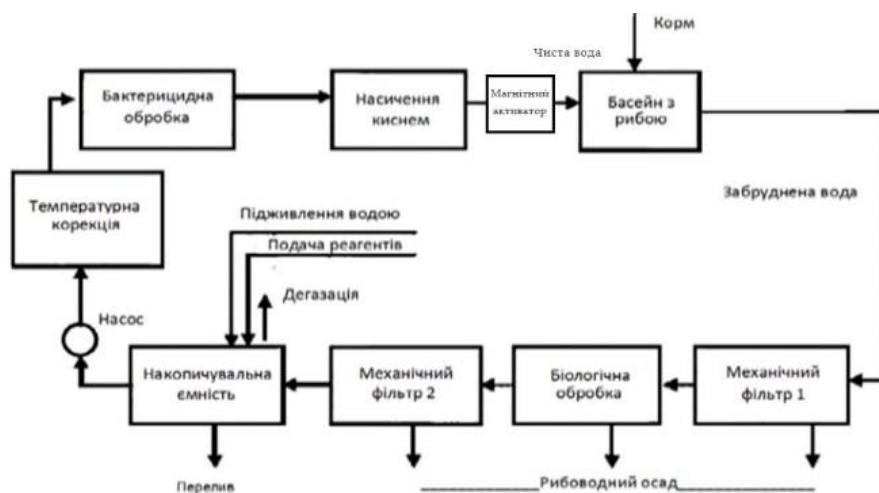 Корм
Чиста вода
Бактерицидна
обробка
Насичення
киснем
Магнітний
активатор
Басейн з
рибою
Забруднена вода
Температурна
корекція
Підживлення водою
Подача реагентів
Дегазація
Насос
Накопичувальна
ємність
Механічний
фільтр 2
Біологічна
обробка
Механічний
фільтр 1
Перелив
Рибоводний осад